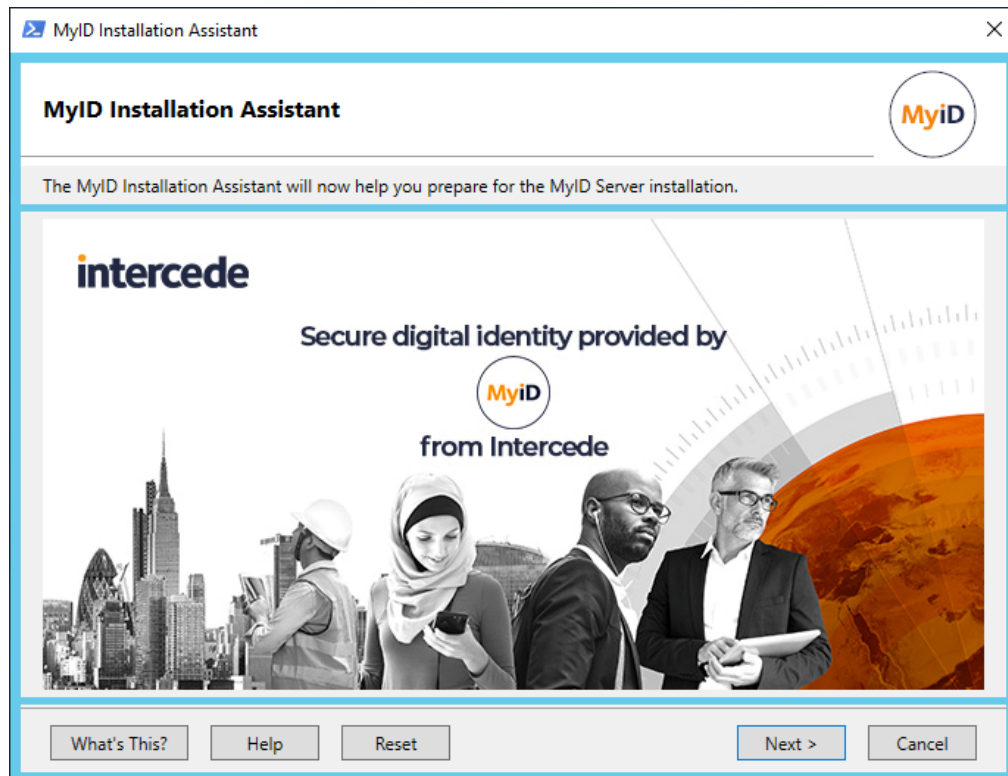 MyID Installation Assistant
MyID Installation Assistant
MyiD
The MyID Installation Assistant will now help you prepare for the MyID Server installation.
intercede
Secure digital identity provided by
MyiD
from Intercede
What's This?
Help
Reset
Next >
Cancel